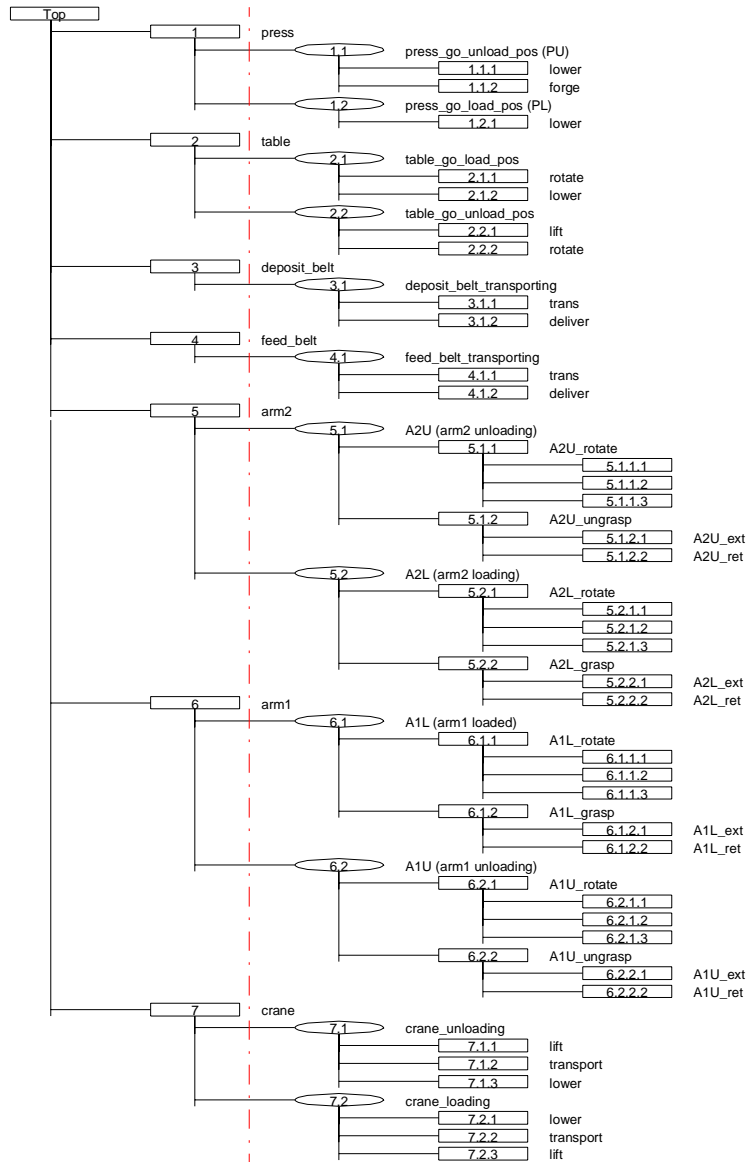 Top
1 press
1.1 press_go_unload_pos (PU)
1.1.1 lower
1.1.2 forge
1.2 press_go_load_pos (PL)
1.2.1 lower
2 table
2.1 table_go_load_pos
2.1.1 rotate
2.1.2 lower
2.2 table_go_unload_pos
2.2.1 lift
2.2.2 rotate
3 deposit_belt
3.1 deposit_belt_transporting
3.1.1 trans
3.1.2 deliver
4 feed_belt
4.1 feed_belt_transporting
4.1.1 trans
4.1.2 deliver
5 arm2
5.1 A2U (arm2 unloading)
5.1.1 A2U_rotate
5.1.1.1
5.1.1.2
5.1.1.3
5.1.2 A2U_ungrasp
5.1.2.1 A2U_ext
5.1.2.2 A2U_ret
5.2 A2L (arm2 loading)
5.2.1 A2L_rotate
5.2.1.1
5.2.1.2
5.2.1.3
5.2.2 A2L_grasp
5.2.2.1 A2L_ext
5.2.2.2 A2L_ret
6 arm1
6.1 A1L (arm1 loaded)
6.1.1 A1L_rotate
6.1.1.1
6.1.1.2
6.1.1.3
6.1.2 A1L_grasp
6.1.2.1 A1L_ext
6.1.2.2 A1L_ret
6.2 A1U (arm1 unloading)
6.2.1 A1U_rotate
6.2.1.1
6.2.1.2
6.2.1.3
6.2.2 A1U_ungrasp
6.2.2.1 A1U_ext
6.2.2.2 A1U_ret
7 crane
7.1 crane_unloading
7.1.1 lift
7.1.2 transport
7.1.3 lower
7.2 crane_loading
7.2.1 lower
7.2.2 transport
7.2.3 lift